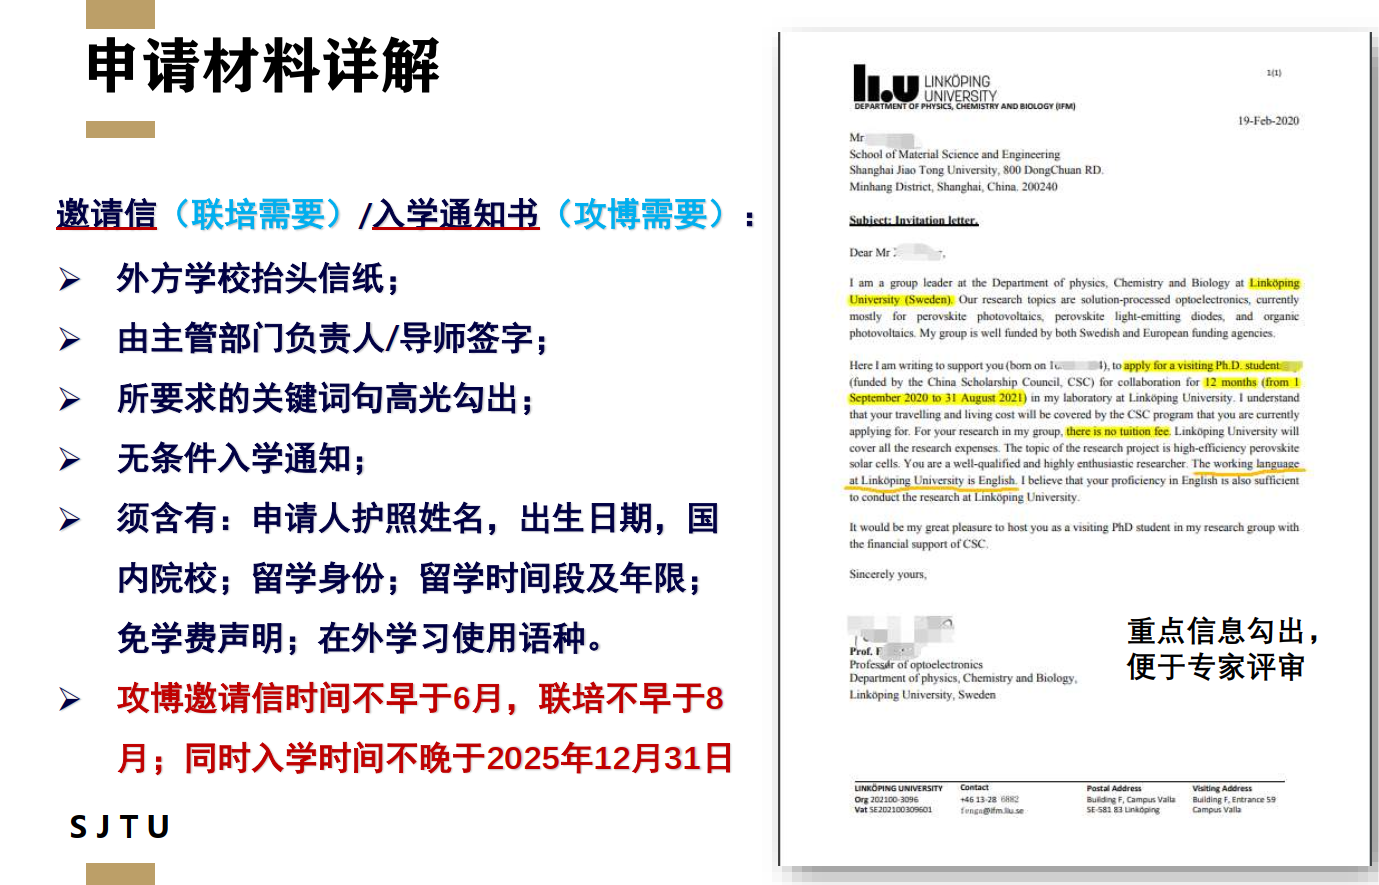 申请材料详解
邀请信（联培需要）/入学通知书（攻博需要）：
外方学校抬头信纸；
由主管部门负责人/导师签字；
所要求的关键词句高光勾出；
无条件入学通知；
须含有：申请人护照姓名，出生日期，国
内院校；留学身份；留学时间段及年限；
免学费声明；在外学习使用语种。
攻博邀请信时间不早于6月，联培不早于8
月；同时入学时间不晚于2025年12月31日
SJTU
LINKÖPING
UNIVERSITY
DEPARTMENT OF PHYSICS, CHEMISTRY AND BIOLOGY (IFM)
1(1)
19-Feb-2020
Mr
School of Material Science and Engineering
Shanghai Jiao Tong University, 800 DongChuan RD.
Minhang District, Shanghai, China. 200240
Subject: Invitation letter.
Dear Mr
I am a group leader at the Department of physics, Chemistry and Biology at Linköping
University (Sweden). Our research topics are solution-processed optoelectronics, currently
mostly for perovskite photovoltaics, perovskite light-emitting diodes, and organic
photovoltaics. My group is well funded by both Swedish and European funding agencies.
Here I am writing to support you (born on 4), to apply for a visiting Ph.D. student
(funded by the China Scholarship Council, CSC) for collaboration for 12 months (from 1
September 2020 to 31 August 2021) in my laboratory at Linköping University. I understand
that your travelling and living cost will be covered by the CSC program that you are currently
applying for. For your research in my group, there is no tuition fee. Linköping University will
cover all the research expenses. The topic of the research project is high-efficiency perovskite
solar cells. You are a well-qualified and highly enthusiastic researcher. The working language
at Linköping University is English. I believe that your proficiency in English is also sufficient
to conduct the research at Linköping University.
It would be my great pleasure to host you as a visiting PhD student in my research group with
the financial support of CSC.
Sincerely yours,
Prof.
Professor of optoelectronics
Department of physics, Chemistry and Biology,
Linköping University, Sweden
重点信息勾出，
便于专家评审
LINKÖPING UNIVERSITY
Org 202100-3096
Vat SE202100309601
Contact
+46 13-28 6882
fenga@ifm.liu.se
Postal Address
Building F, Campus Valla
SE-581 83 Linköping
Visiting Address
Building F, Entrance 59
Campus Valla